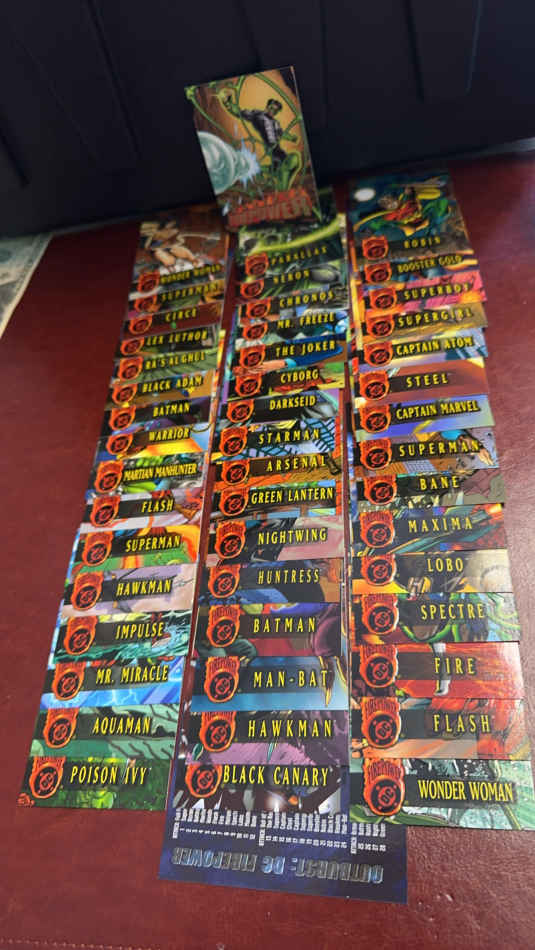 WONDER WOMAN
SUPERMAN
CIRCE
LEX LUTHOR
RA'S AL GHUL
BLACK ADAM
BATMAN
WARRIOR
MARTIAN MANHUNTER
FLASH
SUPERMAN
HAWKMAN
IMPULSE
MR. MIRACLE
AQUAMAN
POISON IVY
PARALLAX
NERON
CHRONOS
MR. FREEZE
THE JOKER
CYBORG
DARKSEID
STARMAN
ARSENAL
GREEN LANTERN
NIGHTWING
HUNTRESS
BATMAN
MAN-BAT
HAWKMAN
BLACK CANARY
ROBIN
BOOSTER GOLD
SUPERBOY
SUPERGIRL
CAPTAIN ATOM
STEEL
CAPTAIN MARVEL
SUPERMAN
BANE
MAXIMA
LOBO
SPECTRE
FIRE
FLASH
WONDER WOMAN
FIREPOWER
DC
OUTBURST: DC FIREPOWER